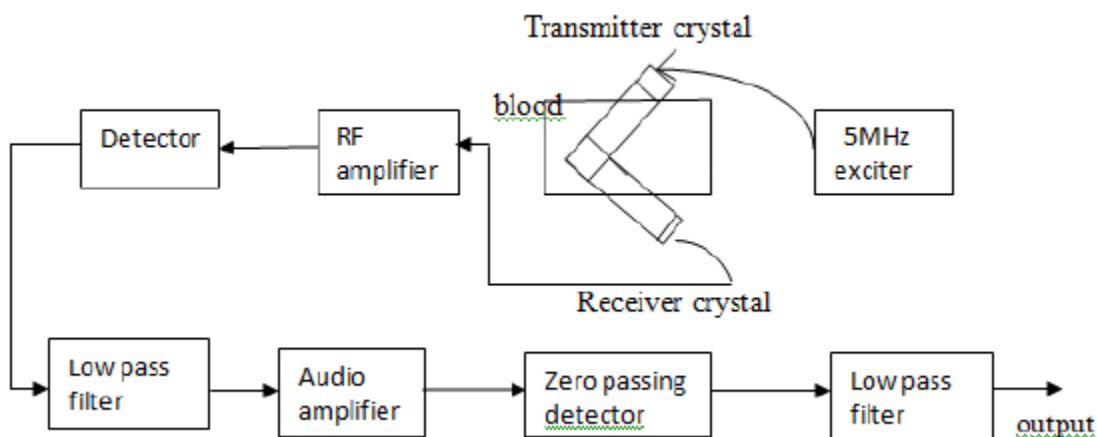 Transmitter crystal
blood
Detector
RF
amplifier
5MHz
exciter
Receiver crystal
Low pass
filter
Audio
amplifier
Zero passing
detector
Low pass
filter
output